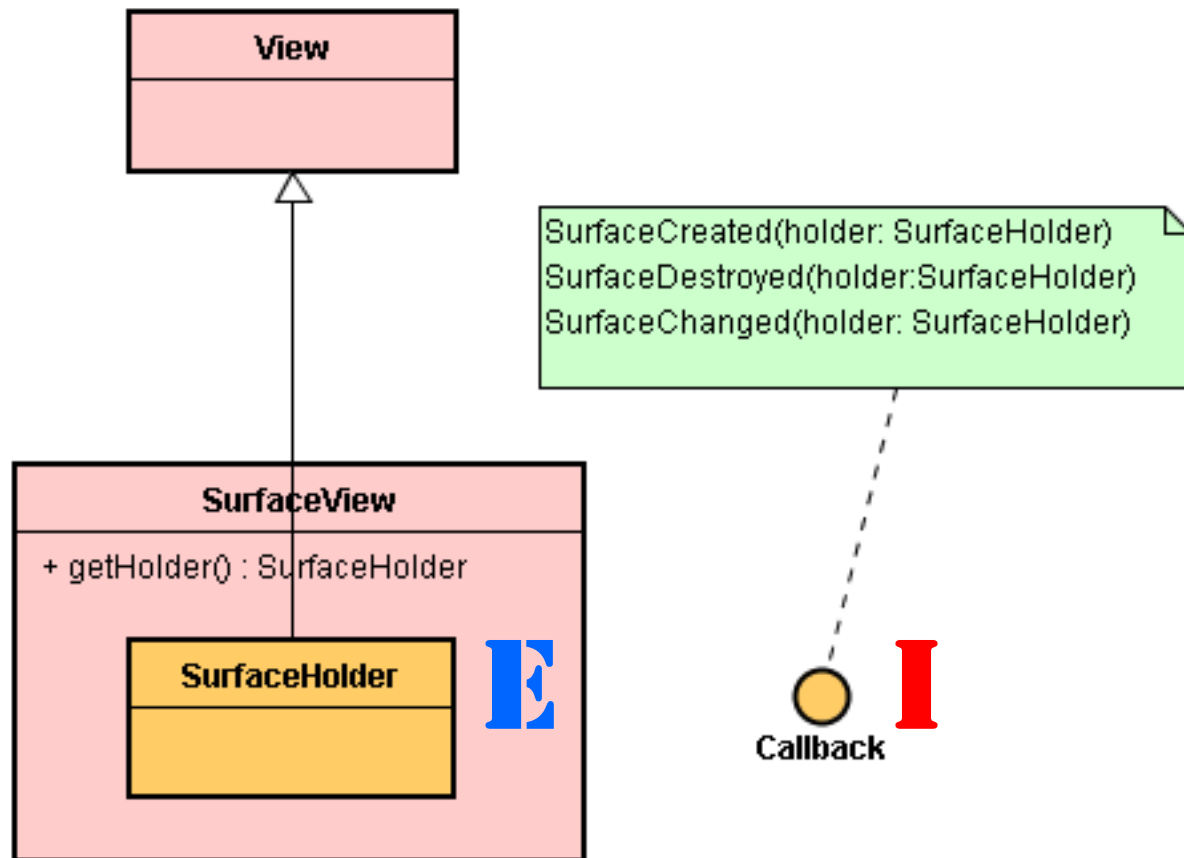 View
SurfaceCreated(holder: SurfaceHolder)
SurfaceDestroyed(holder:SurfaceHolder)
SurfaceChanged(holder: SurfaceHolder)
SurfaceView
+ getHolder() : SurfaceHolder
SurfaceHolder
E
I
Callback